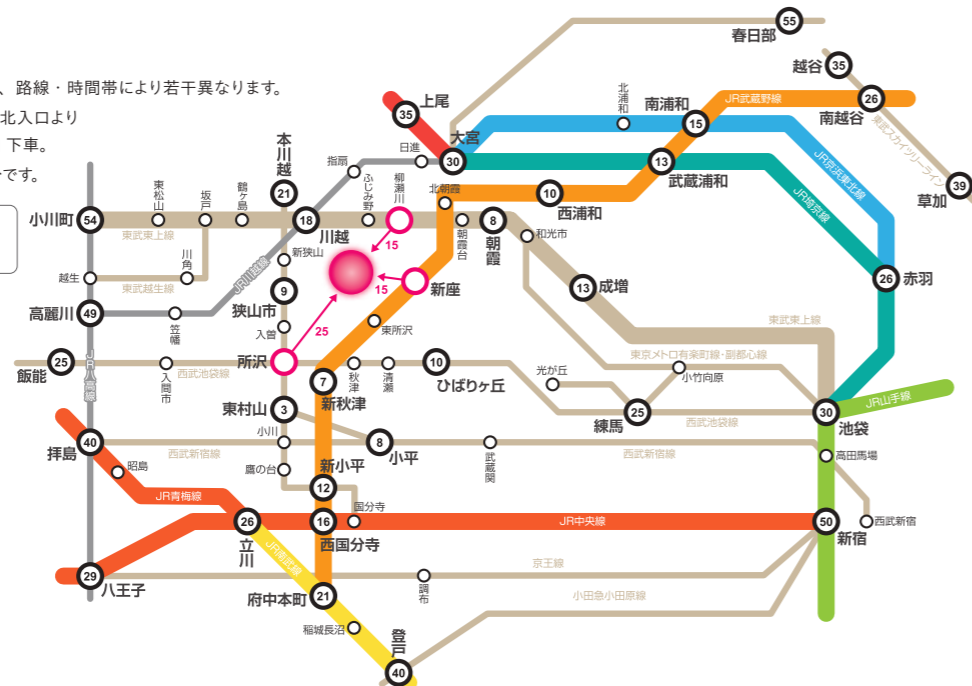 、路線・時間帯により若干異なります。
北入口より
下車。
です。
55
春日部
越谷
35
南越谷
26
東武スカイツリーライン
39
草加
35
上尾
大宮
30
日進
指扇
北浦和
南浦和
15
JR武蔵野線
JR京浜東北線
13
武蔵浦和
JR埼京線
10
西浦和
北朝霞
本川越
21
小川町
54
東松山
坂戸
鶴ヶ島
東武東上線
18
川越
ふじみ野
柳瀬川
朝霞台
8
朝霞
和光市
新狭山
15
15
新座
25
26
赤羽
越生
川角
東武越生線
JR川越線
9
狭山市
13
成増
高麗川
49
笠幡
入曽
東所沢
東武東上線
東京メトロ有楽町線・副都心線
25
飯能
入間市
西武池袋線
所沢
秋津
清瀬
10
ひばりヶ丘
光が丘
小竹向原
7
新秋津
東村山
3
25
練馬
西武池袋線
30
池袋
JR山手線
拝島
40
昭島
西武新宿線
小川
鷹の台
8
小平
武蔵関
西武新宿線
高田馬場
新小平
12
国分寺
JR青梅線
26
立川
16
西国分寺
JR中央線
50
新宿
西武新宿
29
八王子
JR南武線
京王線
調布
府中本町
21
小田急小田原線
稲城長沼
登戸
40